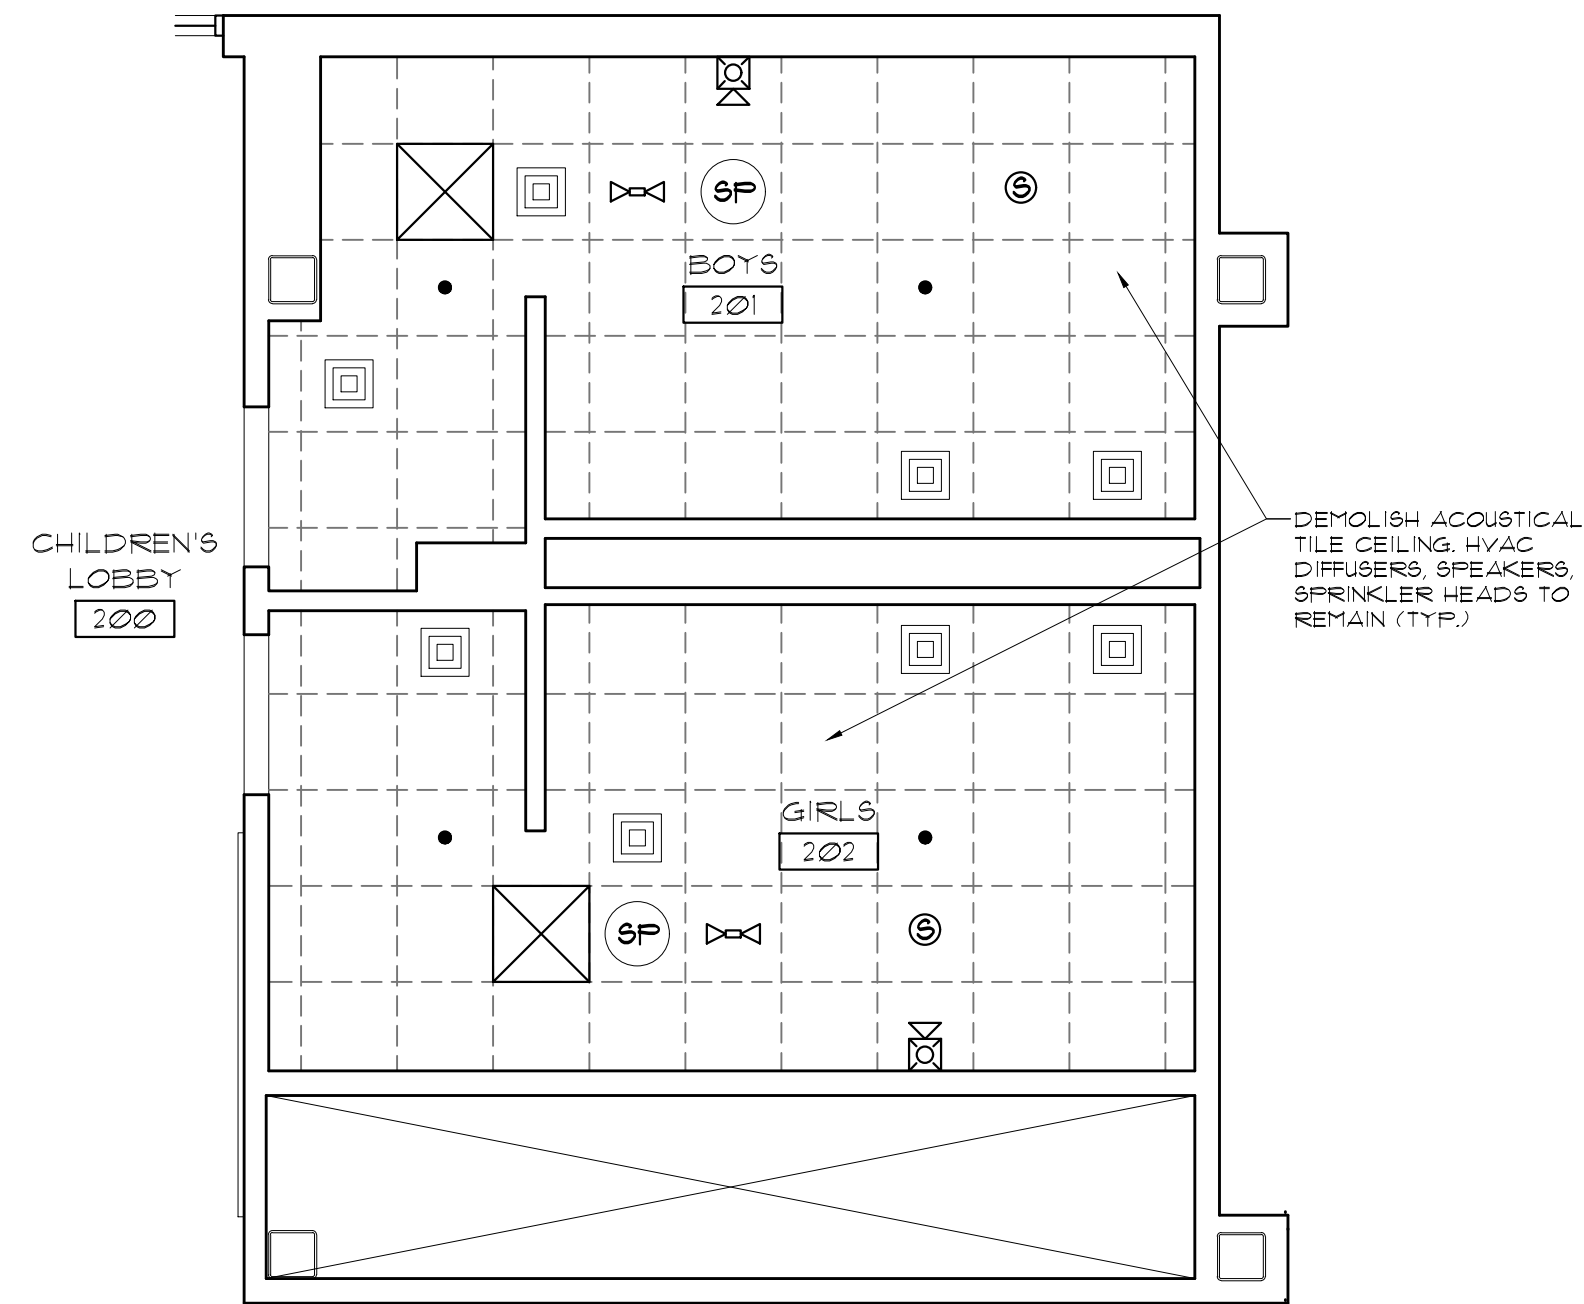 SP
S
BOYS
201
CHILDREN'S
LOBBY
200
DEMOLISH ACOUSTICAL
TILE CEILING. HVAC
DIFFUSERS, SPEAKERS,
SPRINKLER HEADS TO
REMAIN (TYP.)
GIRLS
202
SP
S